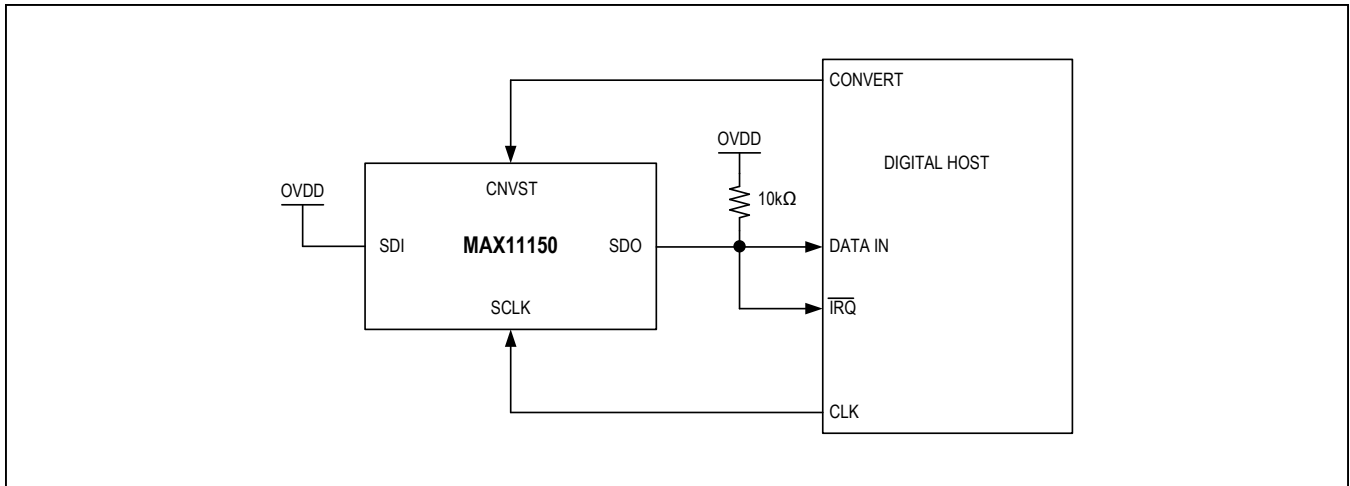 CONVERT
OVDD
DIGITAL HOST
OVDD
CNVST
10kΩ
SDI
MAX11150
SDO
DATA IN
SCLK
IRQ
CLK